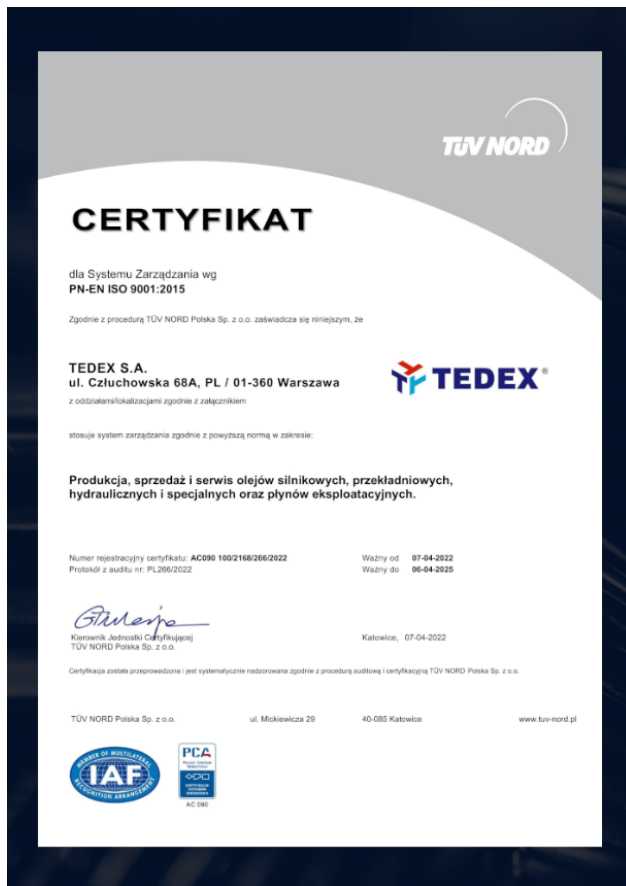 TÜV NORD
CERTYFIKAT
dla Systemu Zarządzania wg
PN-EN ISO 9001:2015
Zgodnie z procedurą TÜV NORD Polska Sp. z o.o. zaświadcza się niniejszym, że
TEDEX S.A.
ul. Człuchowska 68A, PL / 01-360 Warszawa
z oddziałami/lokalizacjami zgodnie z załącznikiem
TEDEX®
stosuje system zarządzania zgodnie z powyższą normą w zakresie:
Produkcja, sprzedaż i serwis olejów silnikowych, przekładniowych,
hydraulicznych i specjalnych oraz płynów eksploatacyjnych.
Numer rejestracyjny certyfikatu: AC090 100/2168/266/2022
Protokół z auditu nr: PL266/2022
Ważny od 07-04-2022
Ważny do 06-04-2025
Kierownik Jednostki Certyfikującej
TÜV NORD Polska Sp. z o.o.
Katowice, 07-04-2022
Certyfikacja została przeprowadzona i jest systematycznie nadzorowana zgodnie z procedurą auditową i certyfikacyjną TÜV NORD Polska Sp. z o.o.
TÜV NORD Polska Sp. z o.o. ul. Mickiewicza 29 40-085 Katowice www.tuv-nord.pl
MEMBER OF MULTILATERAL
IAF
RECOGNITION ARRANGEMENT
PCA
AC 090